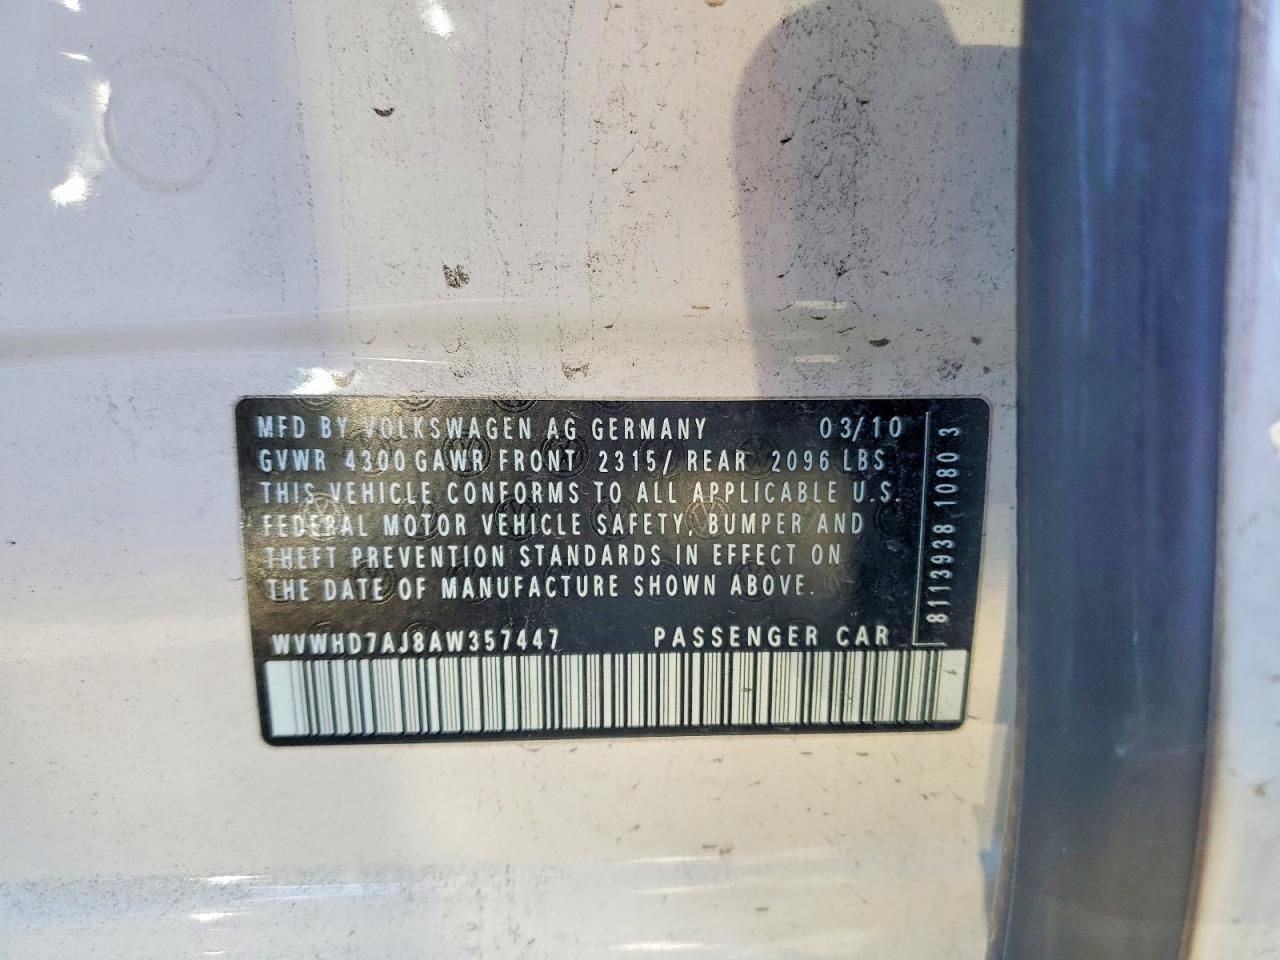 MFD BY VOLKSWAGEN AG GERMANY 03/10
GVWR 4300 GAWR FRONT 2315/ REAR 2096 LBS
THIS VEHICLE CONFORMS TO ALL APPLICABLE U.S.
FEDERAL MOTOR VEHICLE SAFETY, BUMPER AND
THEFT PREVENTION STANDARDS IN EFFECT ON
THE DATE OF MANUFACTURE SHOWN ABOVE.
WVWHD7AJ8AW357447 PASSENGER CAR
8113938 1080 3